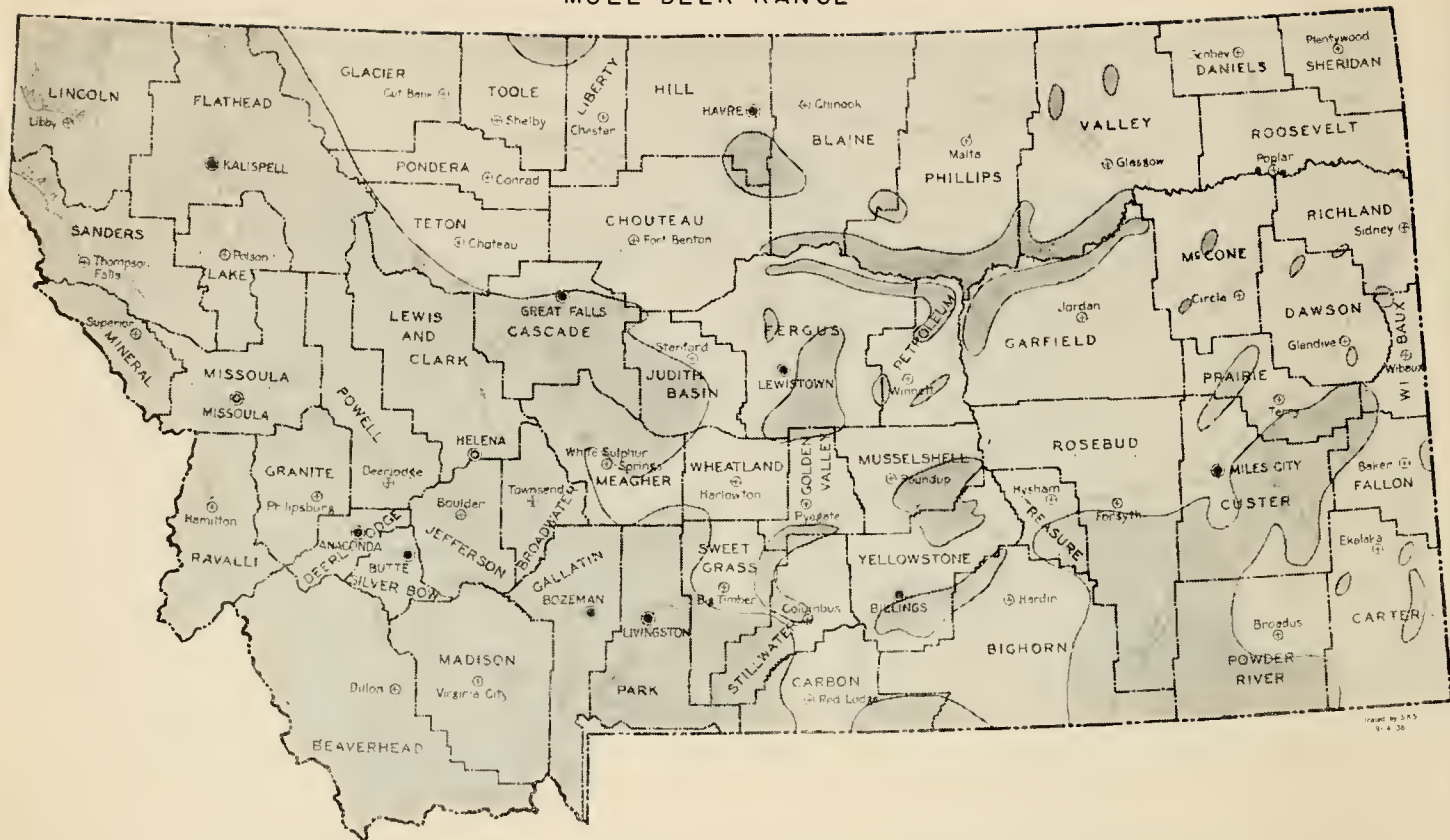 MULE DEER RANGE
LINCOLN
Libby
FLATHEAD
KALISPELL
GLACIER
Cut Bank
TOOLE
Shelby
LIBERTY
Chester
HILL
HAVRE
Chinook
BLAINE
Malta
PHILLIPS
VALLEY
Glasgow
DANIELS
Plentywood
SHERIDAN
ROOSEVELT
Poplar
PONDERA
Conrad
TETON
Choteau
CHOUTEAU
Fort Benton
SANDERS
Thompson
Falls
LAKE
Polson
RICHLAND
Sidney
McCONE
Circle
DAWSON
Glendive
WIBAUX
Wibaux
Superior
MINERAL
MISSOULA
MISSOULA
POWELL
LEWIS
AND
CLARK
GREAT FALLS
CASCADE
Stanford
JUDITH
BASIN
FERGUS
LEWISTOWN
PETROLEUM
Winnett
Jordan
GARFIELD
PRAIRIE
Terry
HELENA
GRANITE
Philipsburg
Deerlodge
Boulder
JEFFERSON
Townsend
BROADWATER
White Sulphur
Springs
MEAGHER
WHEATLAND
Harlowton
GOLDEN
VALLEY
Ryegate
MUSSELSHELL
Roundup
ROSEBUD
Forsyth
Hysham
TREASURE
MILES CITY
CUSTER
Baker
FALLON
Ekalaka
CARTER
Hamilton
RAVALLI
DEERLODGE
ANACONDA
BUTTE
SILVER BOW
GALLATIN
BOZEMAN
LIVINGSTON
PARK
SWEET
GRASS
Big Timber
STILLWATER
Columbus
YELLOWSTONE
BILLINGS
Hardin
BIGHORN
CARBON
Red Lodge
Broadus
POWDER
RIVER
MADISON
Virginia City
Dillon
BEAVERHEAD